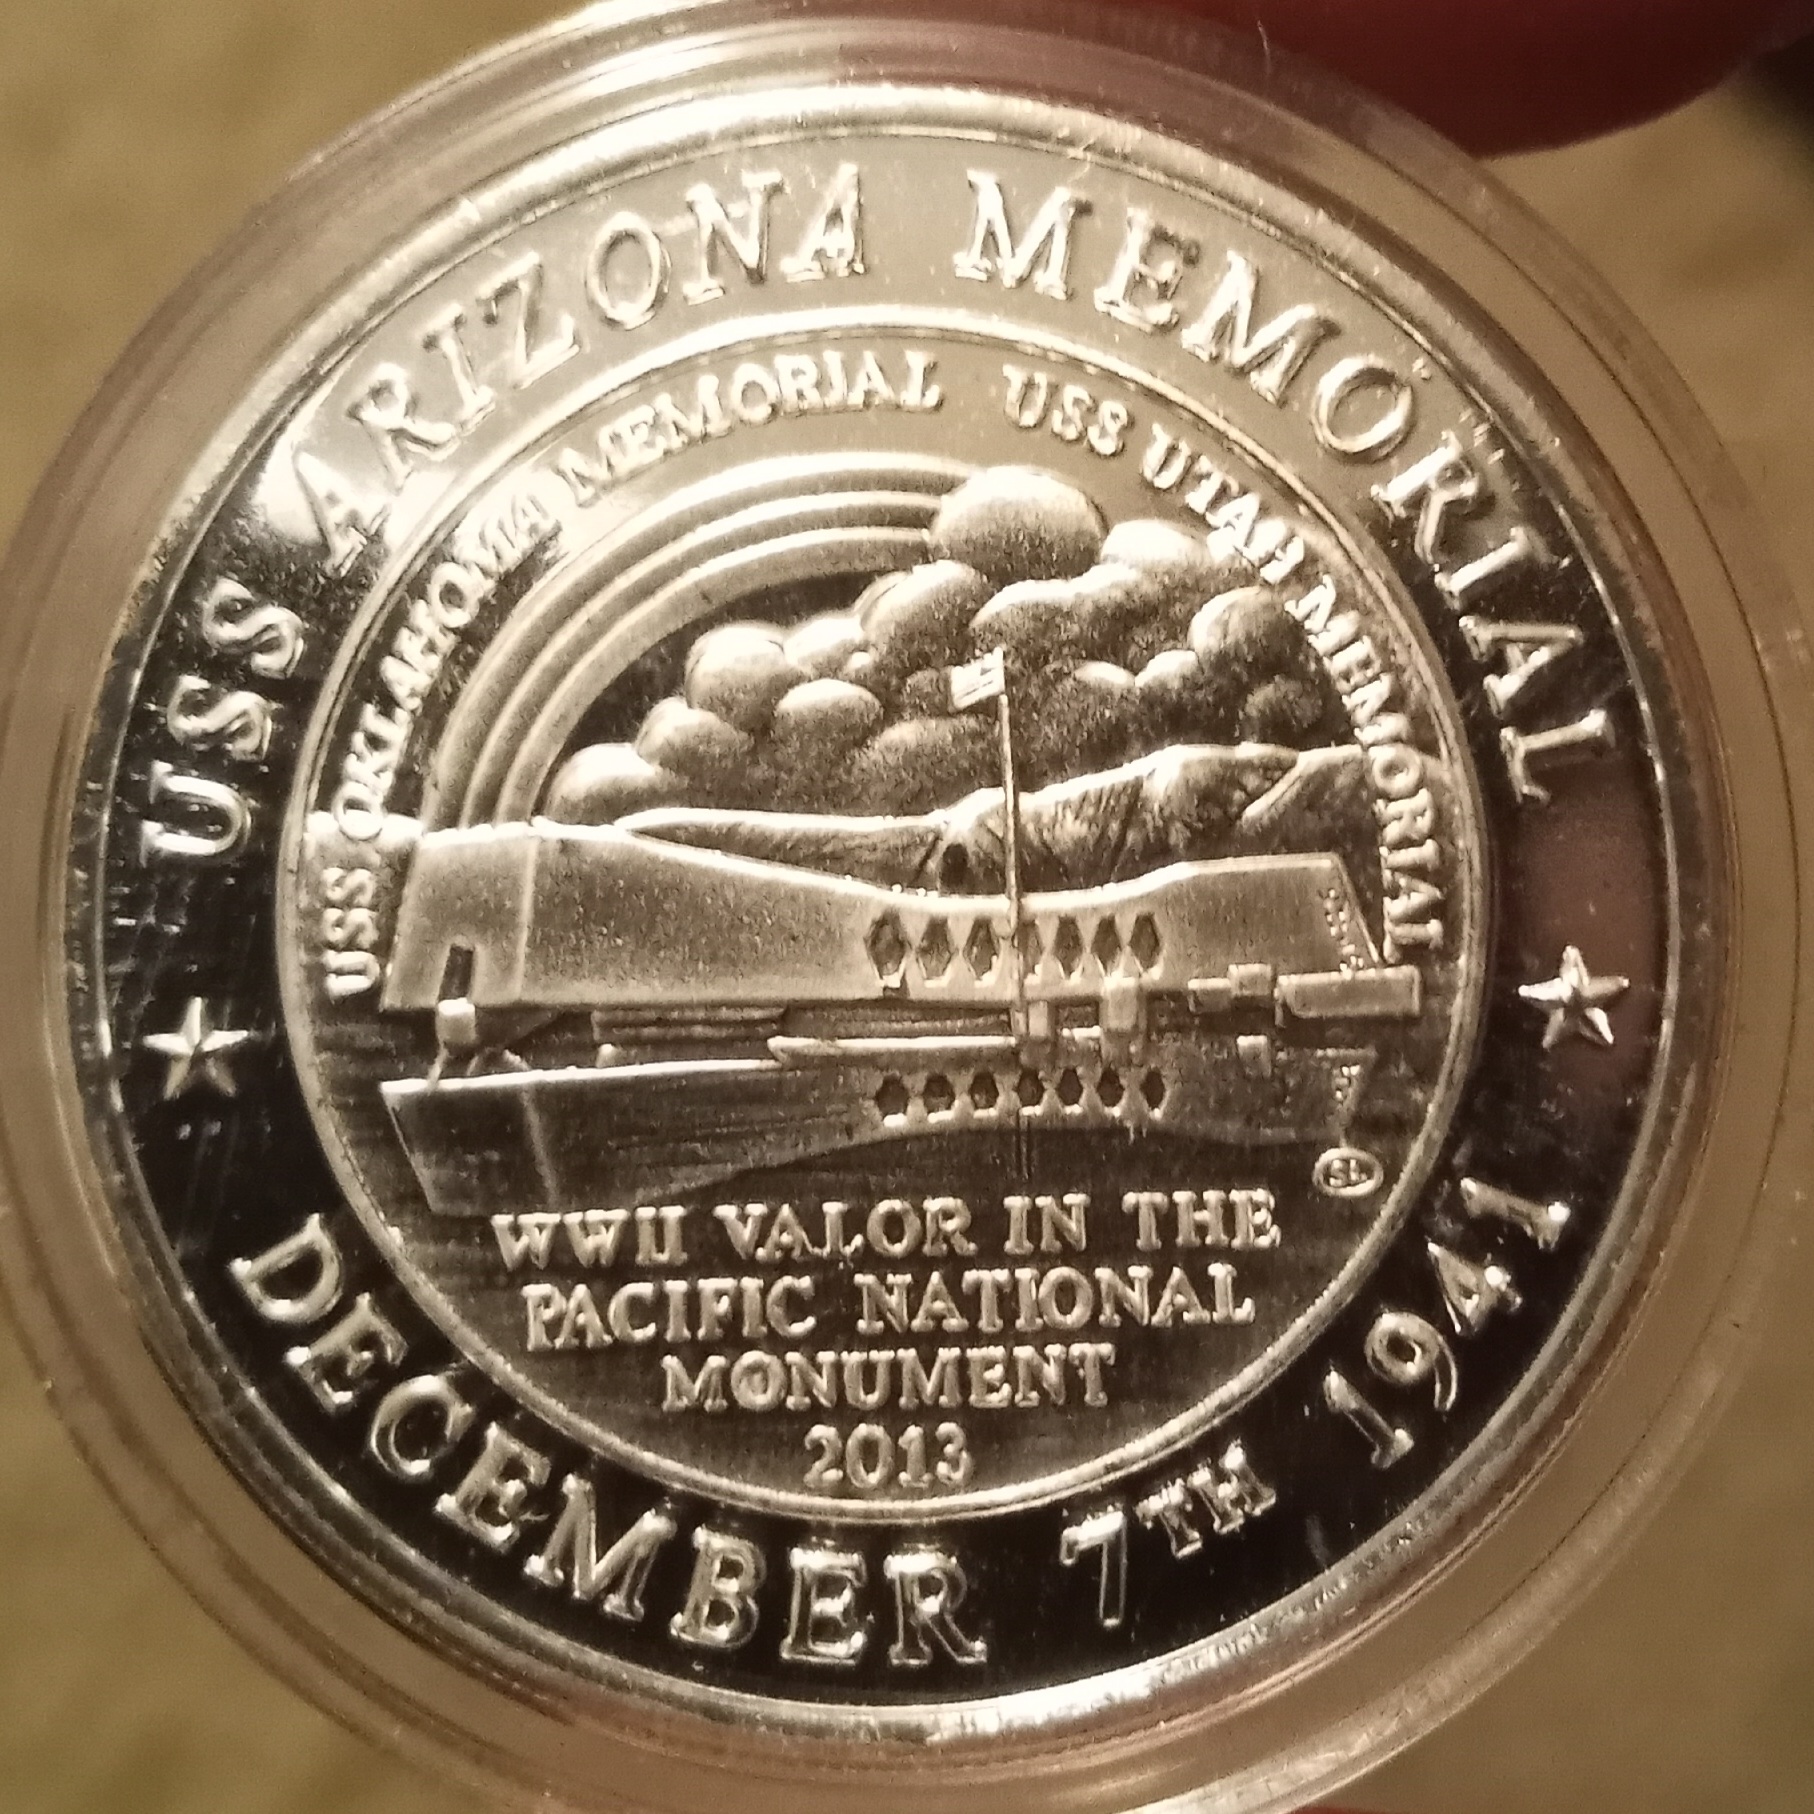 USS ARIZONA MEMORIAL
USS OKLAHOMA MEMORIAL
USS UTAH MEMORIAL
WWII VALOR IN THE
PACIFIC NATIONAL
MONUMENT
2013
DECEMBER 7TH 1941